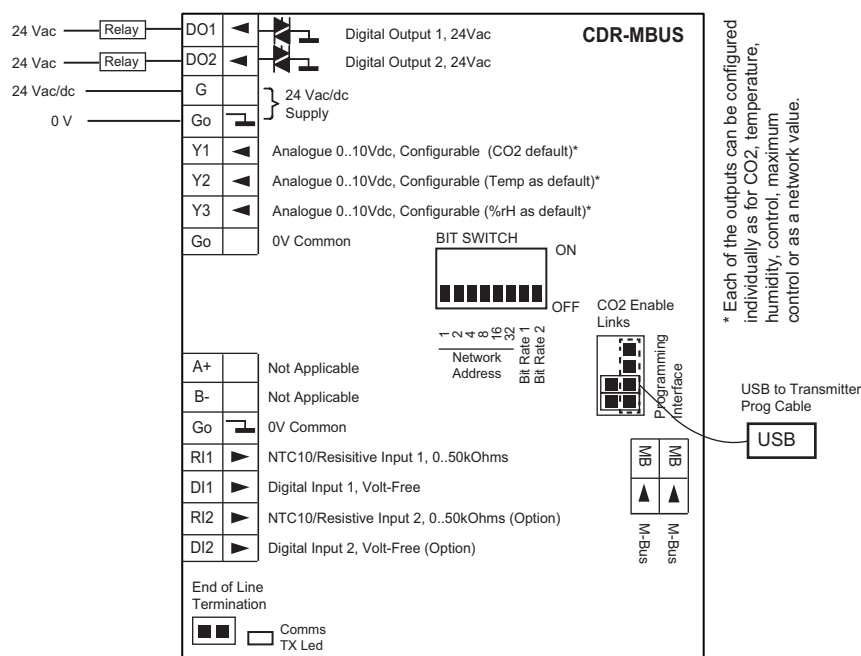 CDR-MBUS
24 Vac Relay DO1 Digital Output 1, 24Vac
24 Vac Relay DO2 Digital Output 2, 24Vac
24 Vac/dc G
24 Vac/dc
Supply
0 V Go
Y1 Analogue 0..10Vdc, Configurable (CO2 default)*
Y2 Analogue 0..10Vdc, Configurable (Temp as default)*
Y3 Analogue 0..10Vdc, Configurable (%rH as default)*
Go 0V Common
BIT SWITCH
ON
OFF
1 2 4 8 16 32 Bit Rate 1 Bit Rate 2
Network
Address
CO2 Enable
Links
Programming
Interface
* Each of the outputs can be configured
individually as for CO2, temperature,
humidity, control, maximum
control or as a network value.
USB to Transmitter
Prog Cable
USB
A+ Not Applicable
B- Not Applicable
Go 0V Common
RI1 NTC10/Resisitive Input 1, 0..50kOhms
DI1 Digital Input 1, Volt-Free
RI2 NTC10/Resistive Input 2, 0..50kOhms (Option)
DI2 Digital Input 2, Volt-Free (Option)
MB MB
M-Bus M-Bus
End of Line
Termination
Comms
TX Led